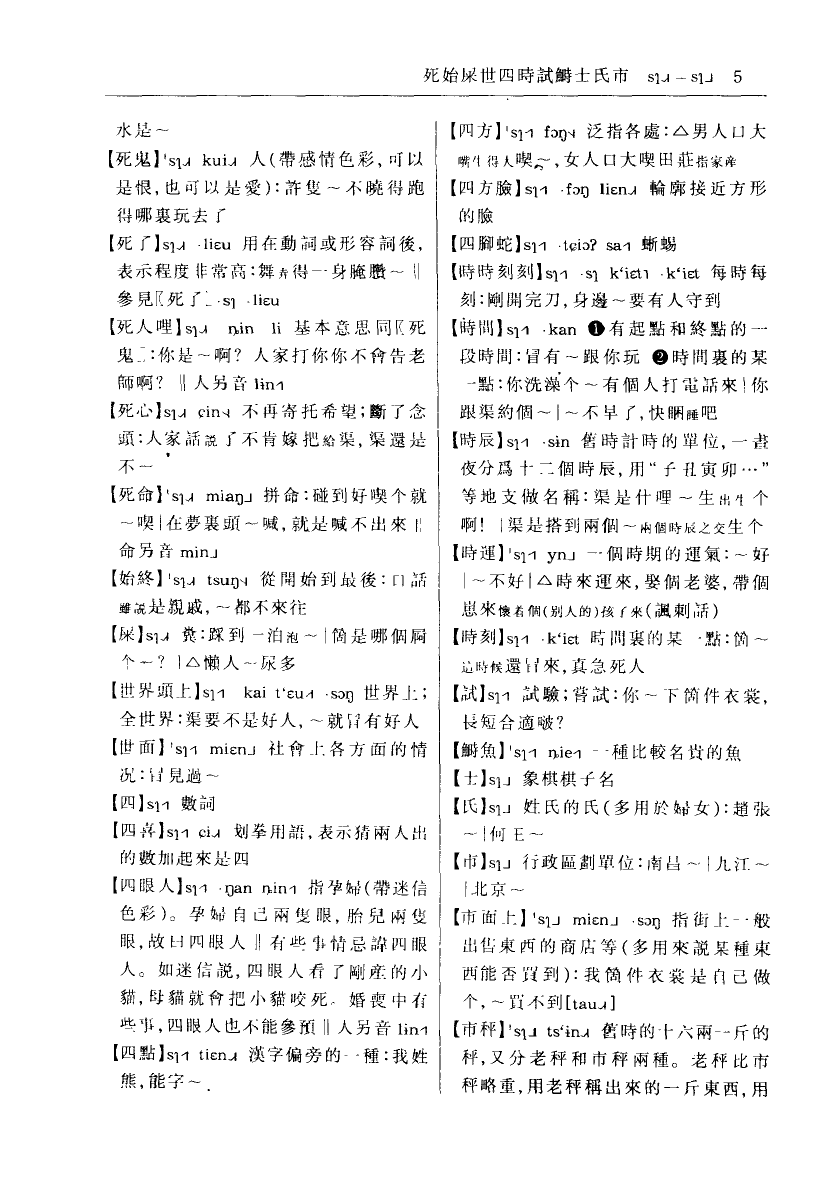 死始屎世四時試鰣士氏市 sɿ˨˩˧ – sɿ˨˩ 5
水是～
【死鬼】'sɿ˨˩˧ kui˨˩˧ 人(帶感情色彩,可以
是恨,也可以是愛):許隻～不曉得跑
得哪裏玩去了
【死了】sɿ˨˩˧ ·liɛu 用在動詞或形容詞後,
表示程度非常高:舞弄得一身腌臢～‖
參見〖死了〗·sɿ ·liɛu
【死人哩】sɿ˨˩˧ ȵin li 基本意思同〖死
鬼〗:你是～啊? 人家打你你不會告老
師啊? ‖人另音 lin
【死心】sɿ˨˩˧ ɕin 不再寄托希望;斷了念
頭:人家話説了不肯嫁把給渠,渠還是
不～
【死命】'sɿ˨˩˧ miaŋ˨˩ 拼命:碰到好喫个就
～喫|在夢裏頭～喊,就是喊不出來‖
命另音 min˨˩
【始終】'sɿ˨˩˧ tsuŋ 從開始到最後:口話
雖説是親戚,～都不來往
【屎】sɿ˨˩˧ 糞:踩到一泊泡～|箇是哪個屙
个～? |△懶人～尿多
【世界頭上】sɿ kai t‘ɛu ·sɔŋ 世界上;
全世界:渠要不是好人,～就冇有好人
【世面】'sɿ miɛn˨˩ 社會上各方面的情
況:冇見過～
【四】sɿ 數詞
【四喜】sɿ ɕi˨˩˧ 划拳用語,表示猜兩人出
的數加起來是四
【四眼人】sɿ ·ŋan ȵin 指孕婦(帶迷信
色彩)。孕婦自己兩隻眼,胎兒兩隻
眼,故曰四眼人‖有些事情忌諱四眼
人。如迷信説,四眼人看了剛産的小
貓,母貓就會把小貓咬死。婚喪中有
些事,四眼人也不能參預‖人另音 lin
【四點】sɿ tiɛn˨˩˧ 漢字偏旁的一種:我姓
熊,能字～
【四方】'sɿ fɔŋ 泛指各處:△男人口大
嘴生得大喫～,女人口大喫田莊指家産
【四方臉】sɿ ·fɔŋ liɛn˨˩˧ 輪廓接近方形
的臉
【四腳蛇】sɿ ·tɕiɔʔ sa 蜥蜴
【時時刻刻】sɿ ·sɿ k‘iɛt ·k‘iɛt 每時每
刻:剛開完刀,身邊～要有人守到
【時間】sɿ ·kan ❶有起點和終點的一
段時間:冒有～跟你玩 ❷時間裏的某
一點:你洗澡个～有個人打電話來|你
跟渠約個～|～不早了,快睏睡吧
【時辰】sɿ ·sɨn 舊時計時的單位,一晝
夜分爲十二個時辰,用“子丑寅卯…”
等地支做名稱:渠是什哩～生出生个
啊! |渠是搭到兩個～兩個時辰之交生个
【時運】'sɿ yn˨˩ 一個時期的運氣:～好
|～不好|△時來運來,娶個老婆,帶個
崽來懷着個(别人的)孩子來(諷刺話)
【時刻】sɿ ·k‘iɛt 時間裏的某一點:箇～
這時候還冇來,真急死人
【試】sɿ 試驗;嘗試:你～下箇件衣裳,
長短合適啵?
【鰣魚】'sɿ ȵiɛ 一種比較名貴的魚
【士】sɿ˨˩ 象棋棋子名
【氏】sɿ˨˩ 姓氏的氏(多用於婦女):趙張
～|何王～
【市】sɿ˨˩ 行政區劃單位:南昌～|九江～
|北京～
【市面上】'sɿ˨˩ miɛn˨˩ ·sɔŋ 指街上一般
出售東西的商店等(多用來説某種東
西能否買到):我箇件衣裳是自己做
个,～買不到[tau˨˩˧]
【市秤】'sɿ˨˩ ts‘ɨn 舊時的十六兩一斤的
秤,又分老秤和市秤兩種。老秤比市
秤略重,用老秤稱出來的一斤東西,用